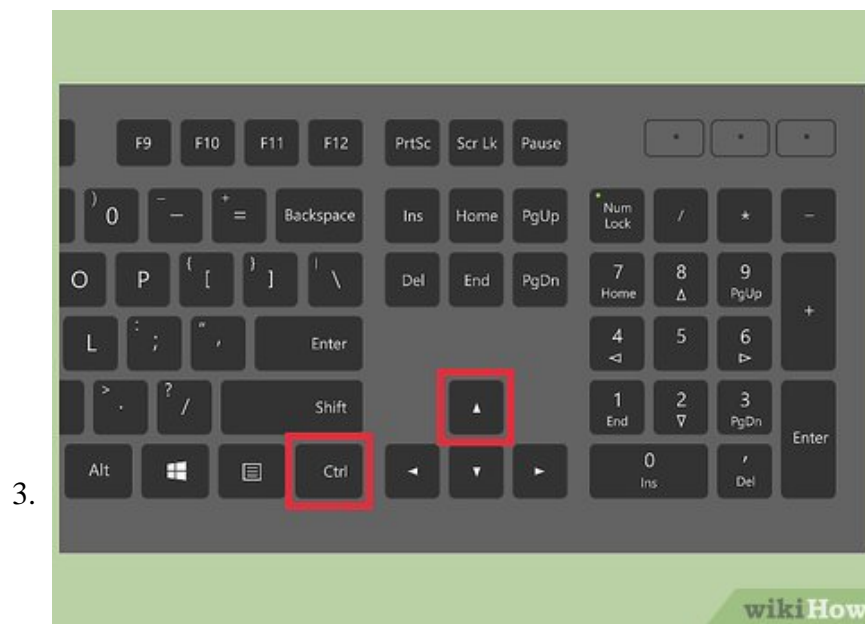 F9 F10 F11 F12 PrtSc Scr Lk Pause
) 0 _ – + = Backspace Ins Home PgUp Num Lock / * –
O P { [ } ] | \ Del End PgDn 7 Home 8 Δ 9 PgUp +
L : ; " ' Enter 4 ◅ 5 6 ▻
> . ? / Shift ▲ 1 End 2 ∇ 3 PgDn Enter
Alt Ctrl ◄ ▼ ► 0 Ins ' Del
3.
wikiHow